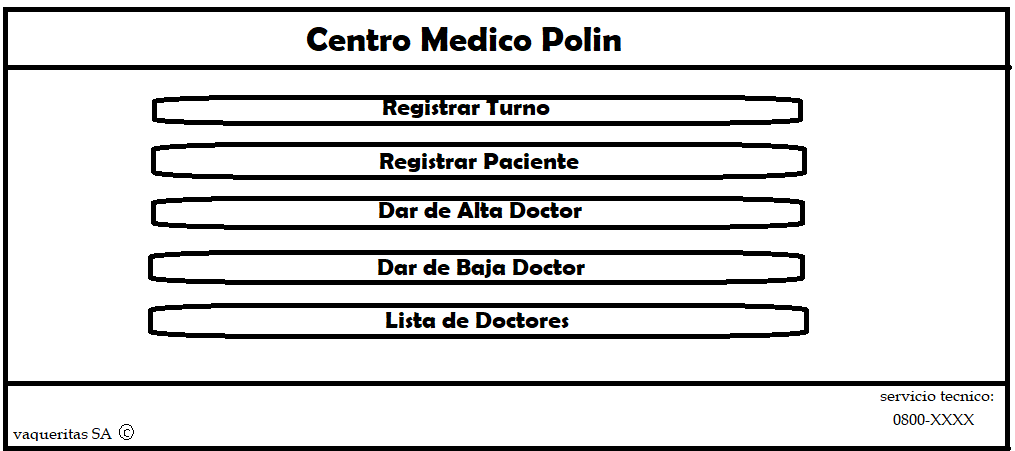 Centro Medico Polin
Registrar Turno
Registrar Paciente
Dar de Alta Doctor
Dar de Baja Doctor
Lista de Doctores
servicio tecnico:
0800-XXXX
vaqueritas SA ©